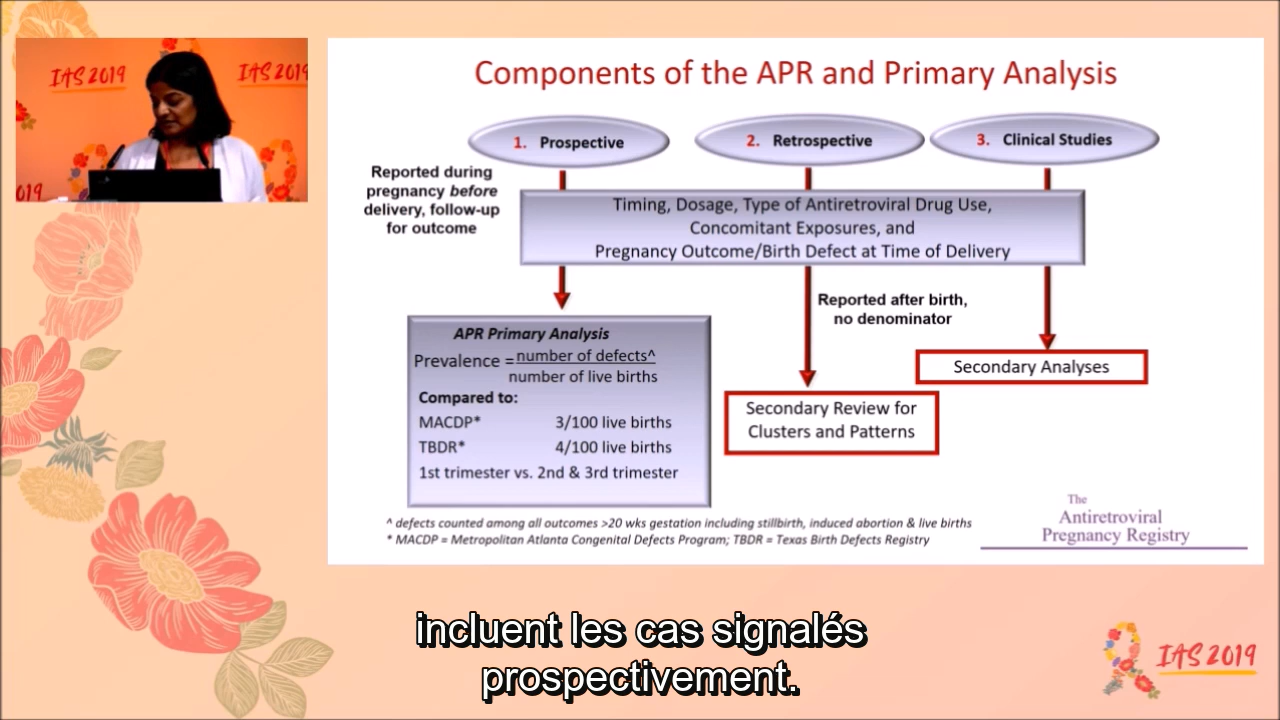 IAS 2019
IAS 2019
019
Components of the APR and Primary Analysis
1. Prospective
2. Retrospective
3. Clinical Studies
Reported during
pregnancy before
delivery, follow-up
for outcome
Timing, Dosage, Type of Antiretroviral Drug Use,
Concomitant Exposures, and
Pregnancy Outcome/Birth Defect at Time of Delivery
Reported after birth,
no denominator
APR Primary Analysis
Prevalence = number of defects^
number of live births
Compared to:
MACDP* 3/100 live births
TBDR* 4/100 live births
1st trimester vs. 2nd & 3rd trimester
Secondary Review for
Clusters and Patterns
Secondary Analyses
^ defects counted among all outcomes >20 wks gestation including stillbirth, induced abortion & live births
* MACDP = Metropolitan Atlanta Congenital Defects Program; TBDR = Texas Birth Defects Registry
The
Antiretroviral
Pregnancy Registry
incluent les cas signalés
prospectivement.
IAS 2019